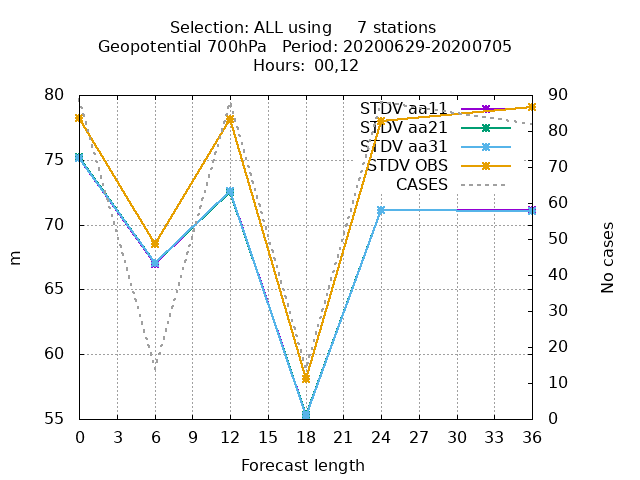 Selection: ALL using 7 stations
Geopotential 700hPa Period: 20200629-20200705
Hours: 00,12
80
75
70
65
60
55
m
90
80
70
60
50
40
30
20
10
0
No cases
STDV aa11
STDV aa21
STDV aa31
STDV OBS
CASES
0 3 6 9 12 15 18 21 24 27 30 33 36
Forecast length